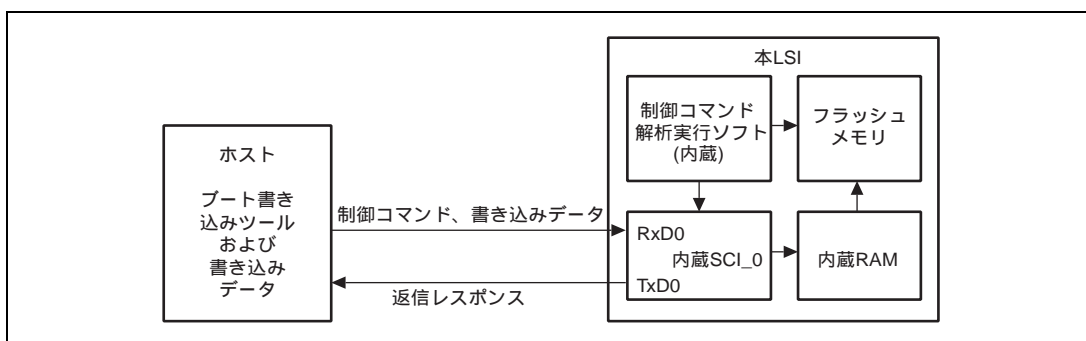 本LSI
制御コマンド
解析実行ソフト
(内蔵)
フラッシュ
メモリ
ホスト
ブート書き
込みツール
および
書き込み
データ
制御コマンド、書き込みデータ
返信レスポンス
RxD0
内蔵SCI_0
TxD0
内蔵RAM